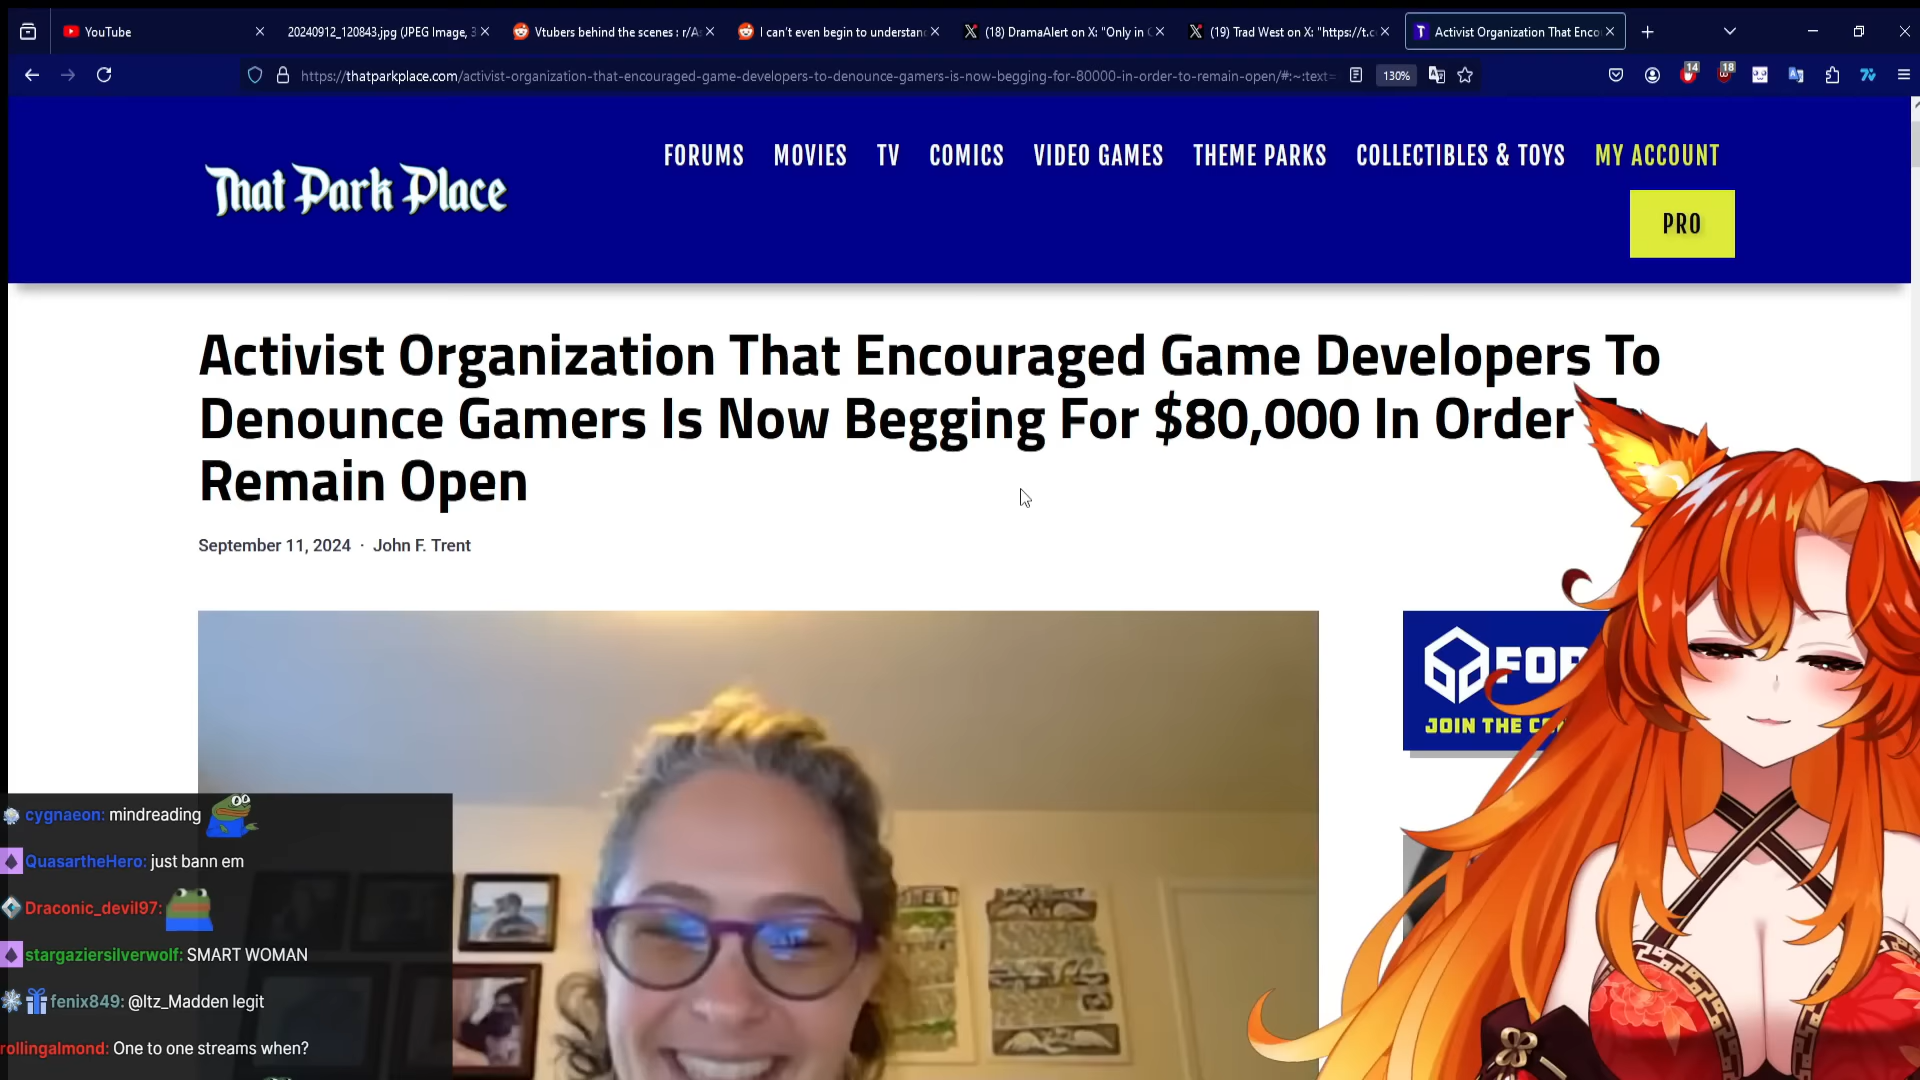 YouTube
20240912_120843.jpg (JPEG Image, 3
Vtubers behind the scenes : r/A
I can't even begin to understan
(18) DramaAlert on X: "Only in
(19) Trad West on X: "https://t.c
Activist Organization That Enco
https://thatparkplace.com/activist-organization-that-encouraged-game-developers-to-denounce-gamers-is-now-begging-for-80000-in-order-to-remain-open/#:~:text=
130%
14
18
That Park Place
FORUMS MOVIES TV COMICS VIDEO GAMES THEME PARKS COLLECTIBLES & TOYS MY ACCOUNT
PRO
Activist Organization That Encouraged Game Developers To
Denounce Gamers Is Now Begging For $80,000 In Order
Remain Open
September 11, 2024 · John F. Trent
JOIN THE
cygnaeon: mindreading
QuasartheHero: just bann em
Draconic_devil97:
stargaziersilverwolf: SMART WOMAN
fenix849: @Itz_Madden legit
rollingalmond: One to one streams when?